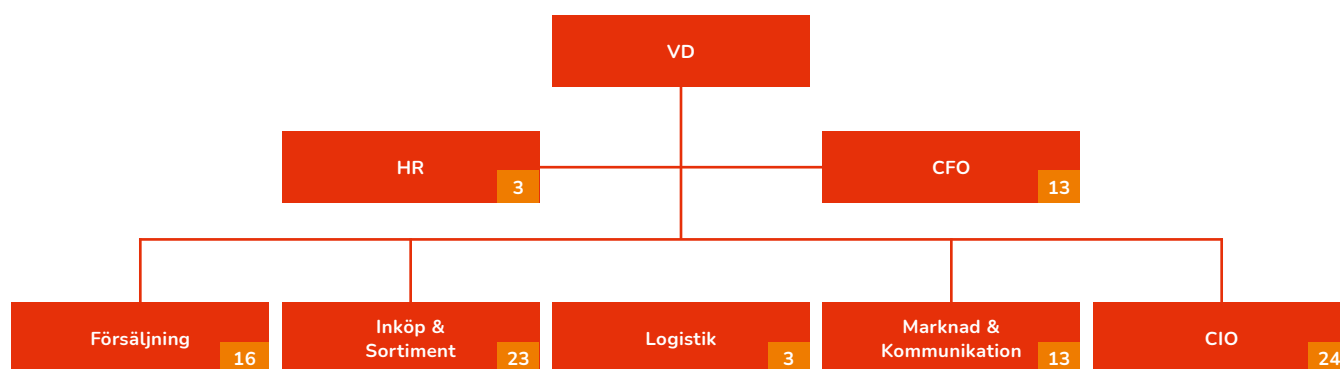 VD
HR
3
CFO
13
Försäljning
16
Inköp &
Sortiment
23
Logistik
3
Marknad &
Kommunikation
13
CIO
24